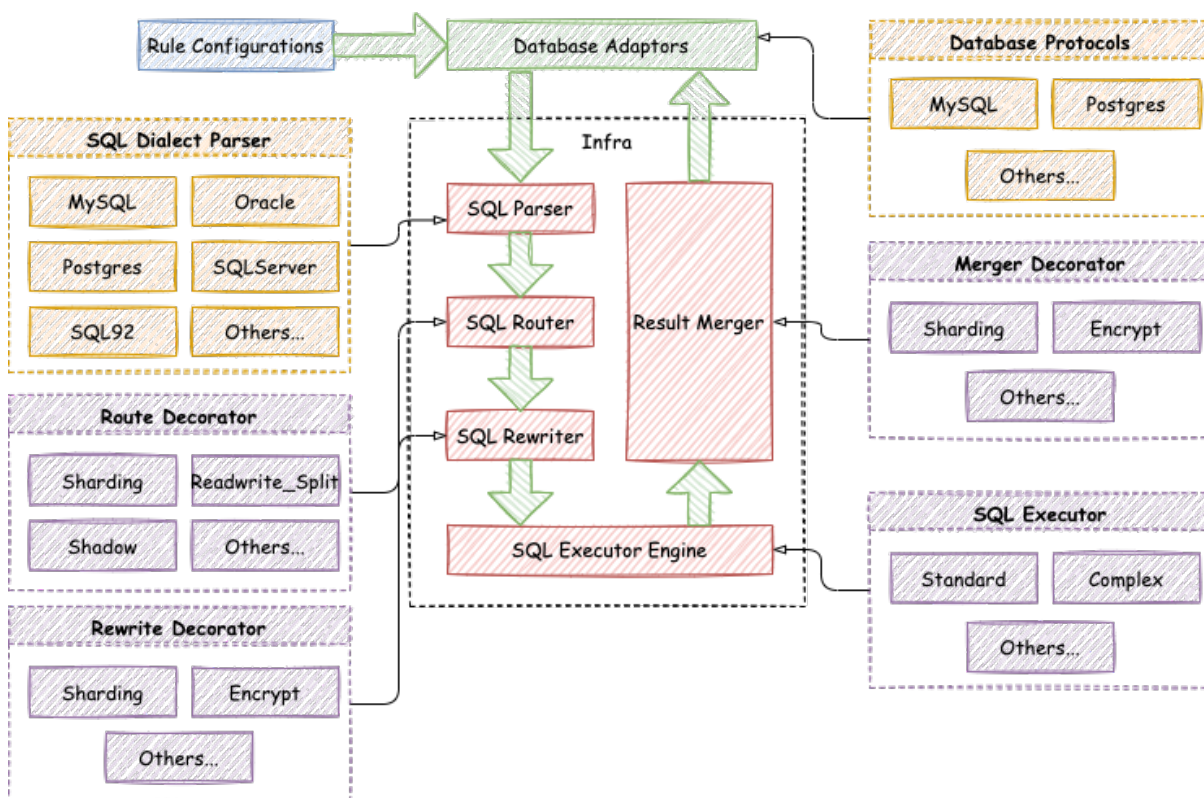 Rule Configurations
Database Adaptors
Database Protocols
MySQL
Postgres
Others...
SQL Dialect Parser
MySQL
Oracle
Postgres
SQLServer
SQL92
Others...
Infra
SQL Parser
SQL Router
SQL Rewriter
Result Merger
SQL Executor Engine
Merger Decorator
Sharding
Encrypt
Others...
Route Decorator
Sharding
Readwrite_Split
Shadow
Others...
SQL Executor
Standard
Complex
Others...
Rewrite Decorator
Sharding
Encrypt
Others...